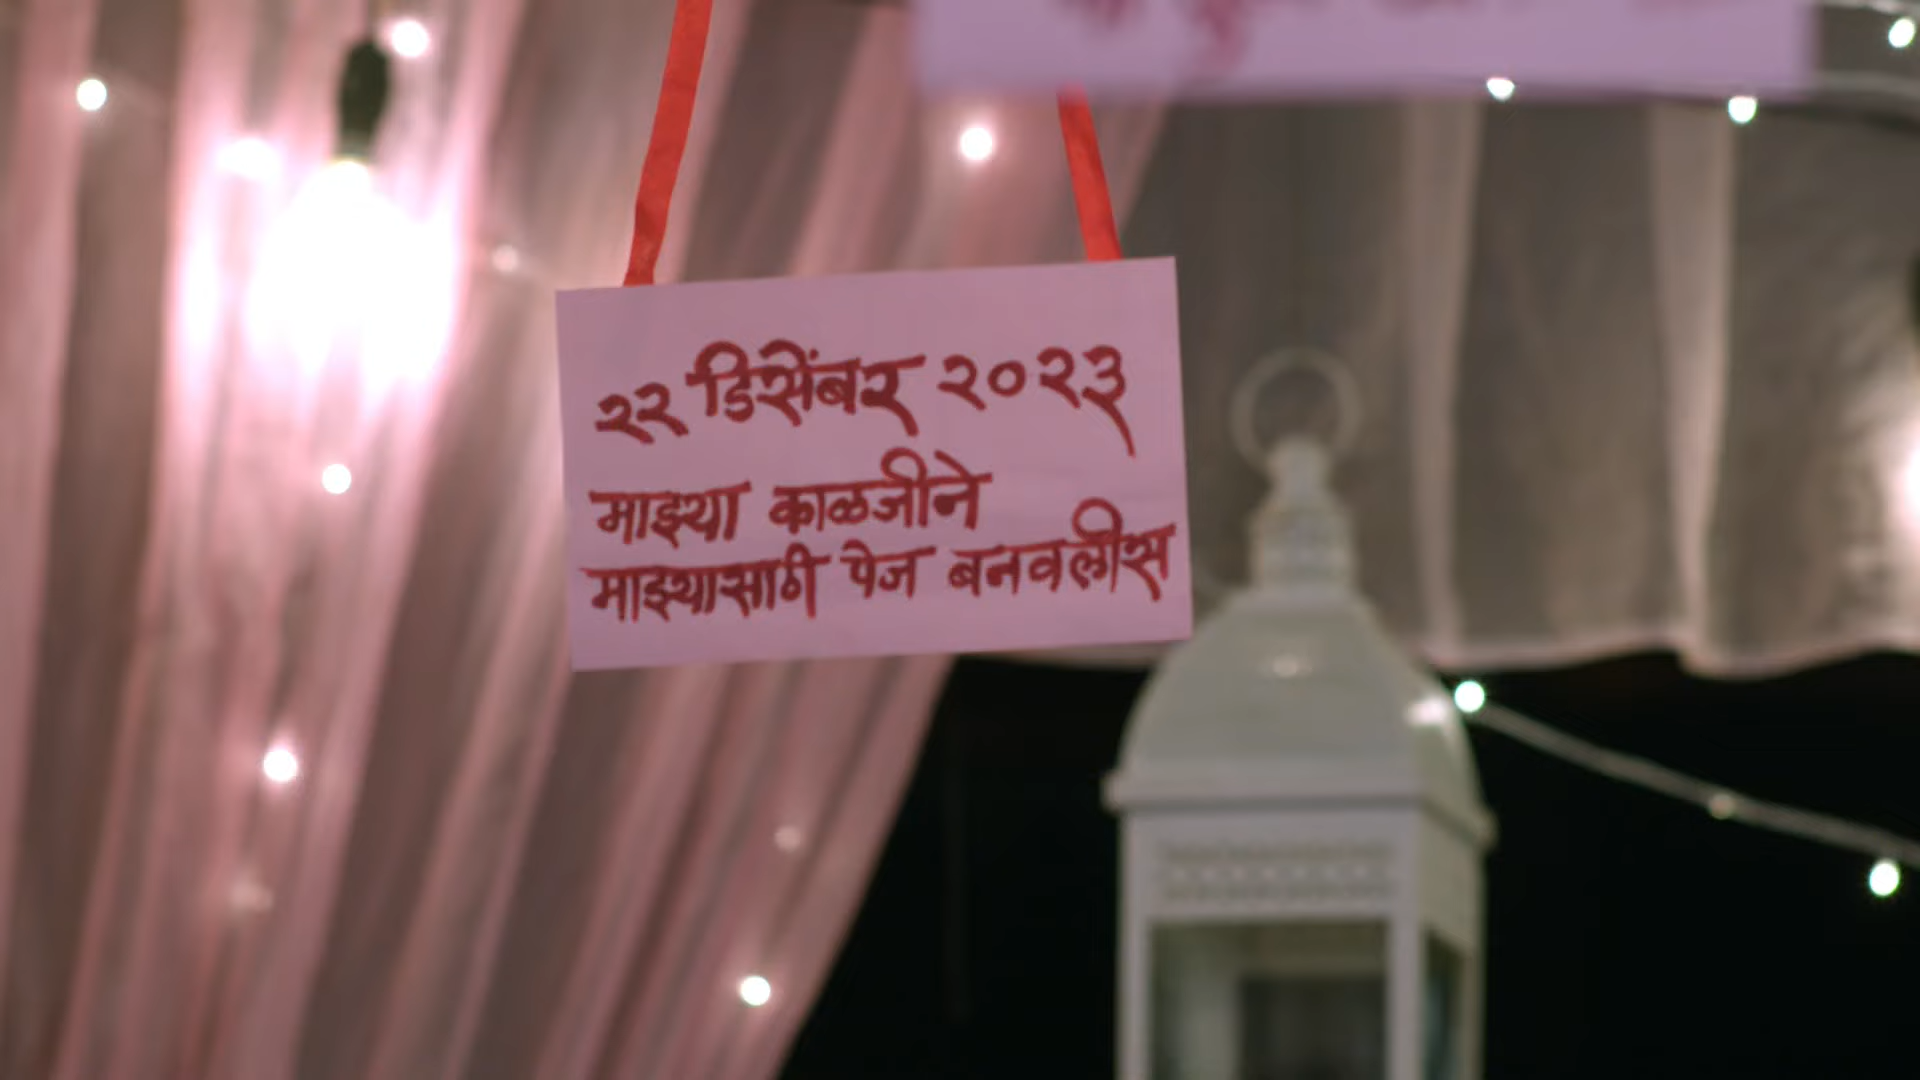 २२ डिसेंबर २०२३
माझ्या काळजीने
माझ्यासाठी पेज बनवलीस